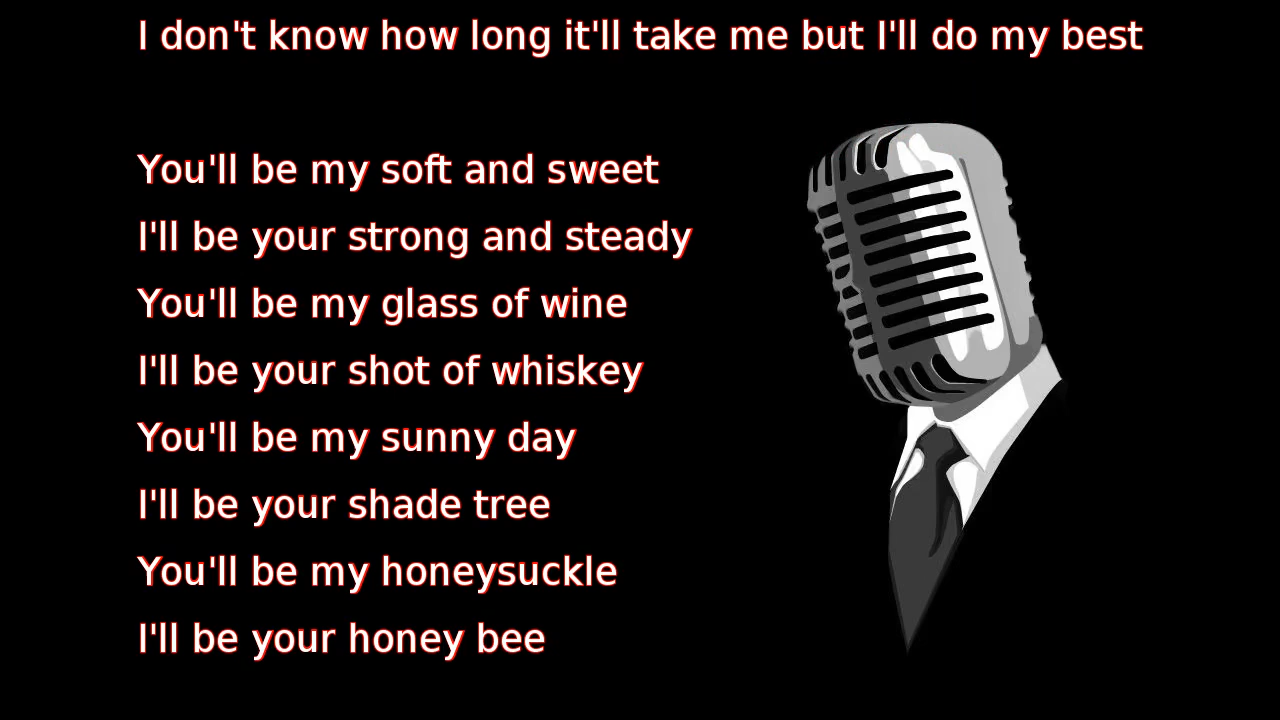 I don't know how long it'll take me but I'll do my best
You'll be my soft and sweet
I'll be your strong and steady
You'll be my glass of wine
I'll be your shot of whiskey
You'll be my sunny day
I'll be your shade tree
You'll be my honeysuckle
I'll be your honey bee